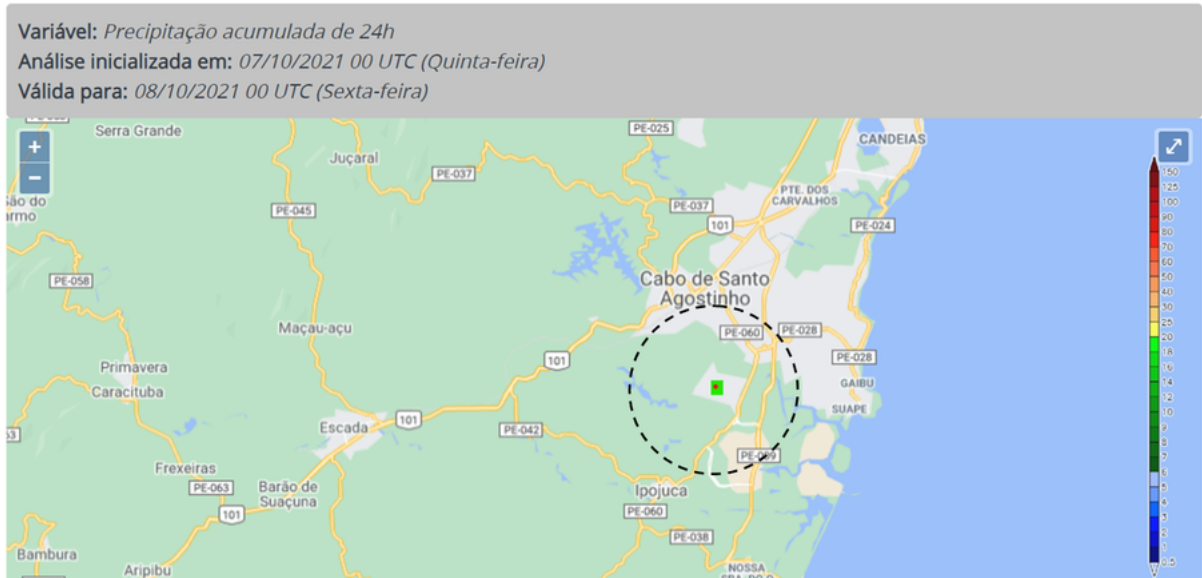 Variável: Precipitação acumulada de 24h
Análise inicializada em: 07/10/2021 00 UTC (Quinta-feira)
Válida para: 08/10/2021 00 UTC (Sexta-feira)
+
−
Serra Grande
PE-025
CANDEIAS
Juçaral
PE-037
PTE. DOS
CARVALHOS
São do
PE-045
PE-037
101
PE-024
PE-058
Cabo de Santo
Agostinho
Maçau-açu
PE-060
PE-028
101
PE-028
Primavera
Caracituba
GAIBU
SUAPE
Escada
101
PE-042
Frexeiras
PE-063
Barão de
Suaçuna
101
Ipojuca
PE-060
PE-038
Bambura
Aripibu
NOSSA
150
125
100
90
80
70
60
50
40
30
25
20
18
16
14
12
10
9
8
7
6
5
4
3
2
1
0.5